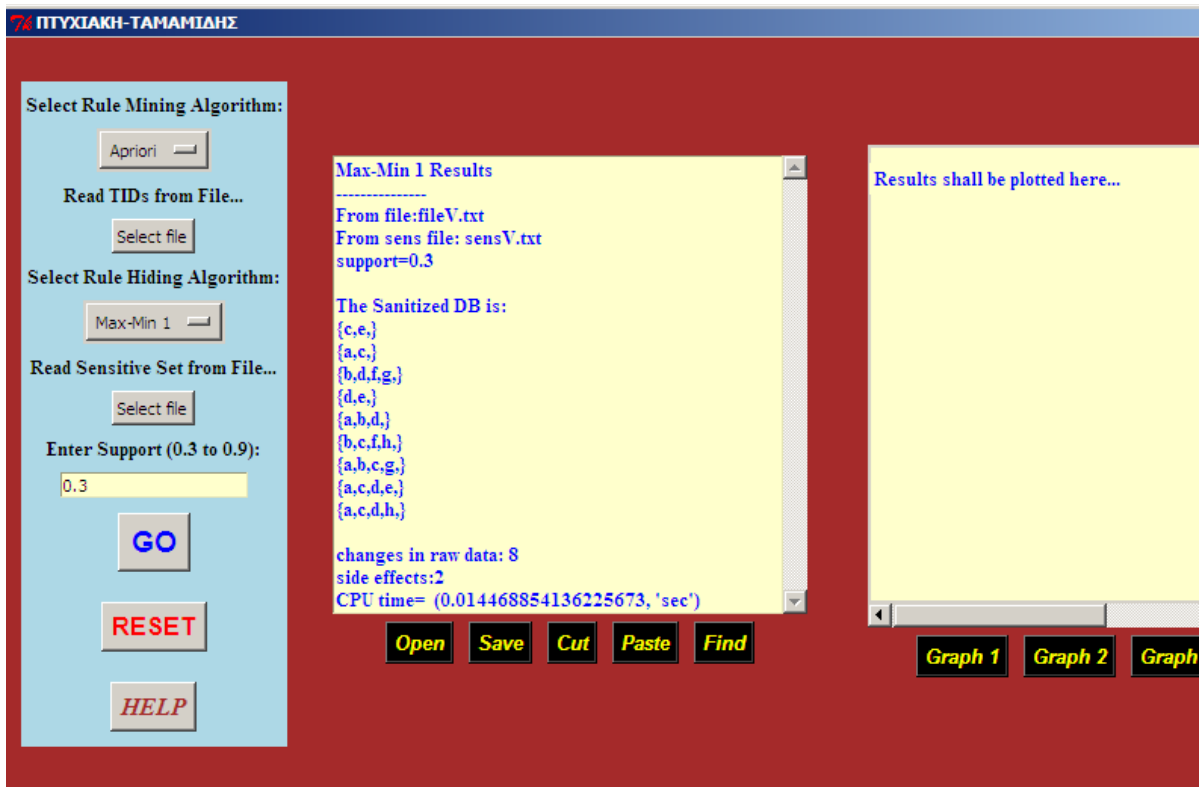 ΠΤΥΧΙΑΚΗ-ΤΑΜΑΜΙΔΗΣ
Select Rule Mining Algorithm:
Apriori
Read TIDs from File...
Select file
Select Rule Hiding Algorithm:
Max-Min 1
Read Sensitive Set from File...
Select file
Enter Support (0.3 to 0.9):
0.3
GO
RESET
HELP
Max-Min 1 Results
---------------
From file:fileV.txt
From sens file: sensV.txt
support=0.3
The Sanitized DB is:
{c,e,}
{a,c,}
{b,d,f,g,}
{d,e,}
{a,b,d,}
{b,c,f,h,}
{a,b,c,g,}
{a,c,d,e,}
{a,c,d,h,}
changes in raw data: 8
side effects:2
CPU time= (0.014468854136225673, 'sec')
Open Save Cut Paste Find
Results shall be plotted here...
Graph 1 Graph 2 Graph